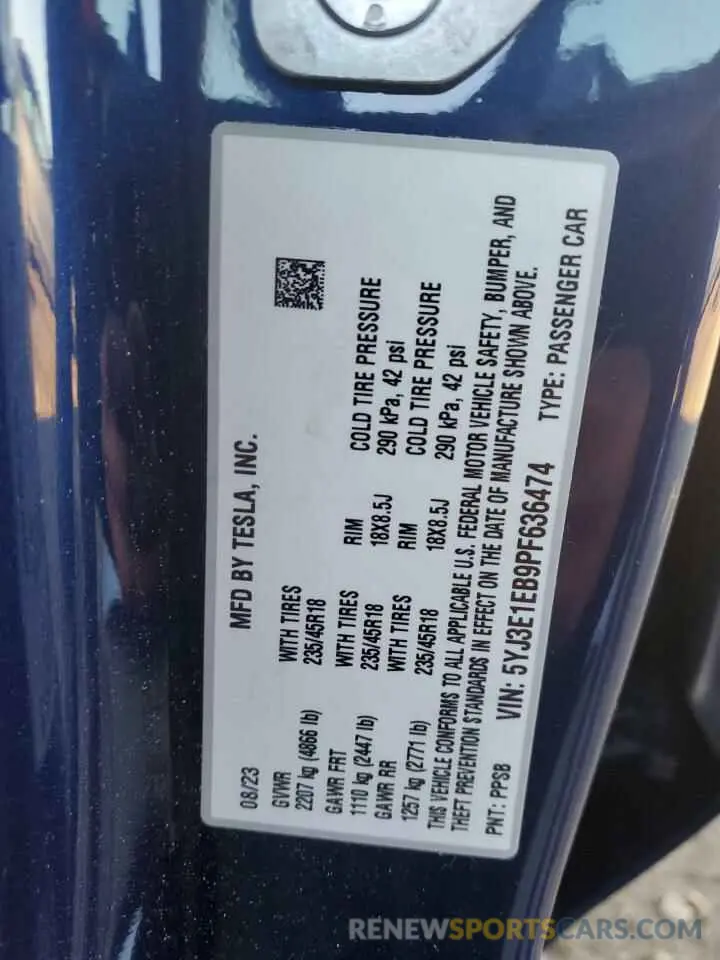 MFD BY TESLA, INC.
08/23
GVWR WITH TIRES
2207 kg (4866 lb) 235/45R18
GAWR FRT WITH TIRES RIM COLD TIRE PRESSURE
1110 kg (2447 lb) 235/45R18 18X8.5J 290 kPa, 42 psi
GAWR RR WITH TIRES RIM COLD TIRE PRESSURE
1257 kg (2771 lb) 235/45R18 18X8.5J 290 kPa, 42 psi
THIS VEHICLE CONFORMS TO ALL APPLICABLE U.S. FEDERAL MOTOR VEHICLE SAFETY, BUMPER, AND
THEFT PREVENTION STANDARDS IN EFFECT ON THE DATE OF MANUFACTURE SHOWN ABOVE.
PNT: PPSB VIN: 5YJ3E1EB9PF636474 TYPE: PASSENGER CAR
RENEWSPORTSCARS.COM